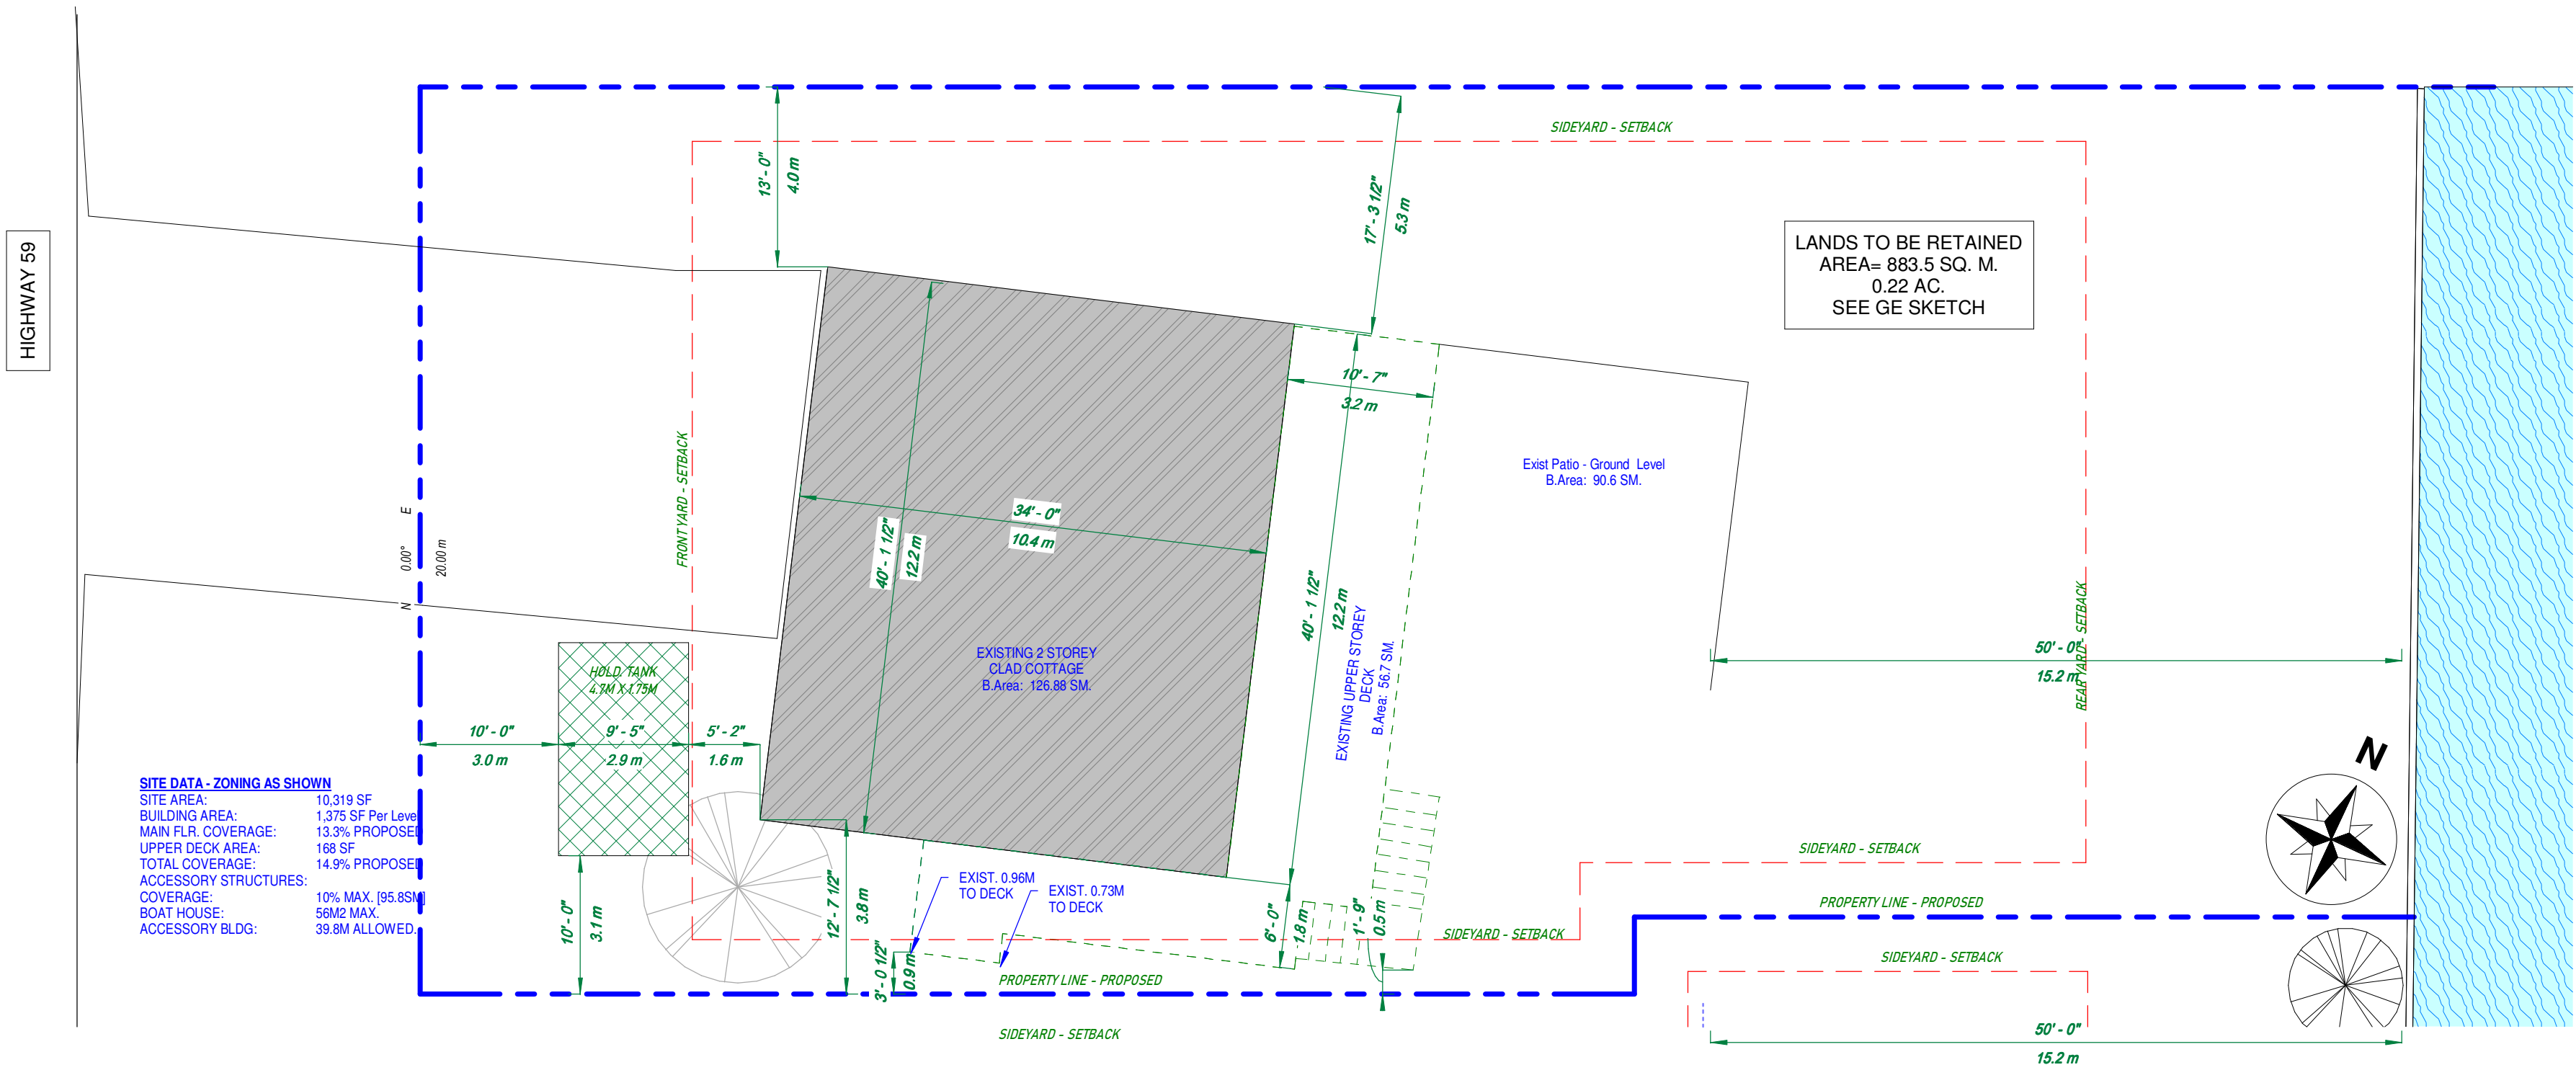 HIGHWAY 59
SIDEYARD - SETBACK
13' - 0"
4.0 m
17' - 3 1/2"
5.3 m
LANDS TO BE RETAINED
AREA= 883.5 SQ. M.
0.22 AC.
SEE GE SKETCH
10' - 7"
3.2 m
FRONT YARD - SETBACK
Exist Patio - Ground Level
B.Area: 90.6 SM.
N 0.00° E
20.00 m
34' - 0"
10.4 m
40' - 1 1/2"
12.2 m
40' - 1 1/2"
12.2 m
EXISTING UPPER STOREY
DECK
B.Area: 56.7 SM.
EXISTING 2 STOREY
CLAD COTTAGE
B.Area: 126.88 SM.
HOLD TANK
4.7M X 1.75M
REAR YARD - SETBACK
50' - 0"
15.2 m
10' - 0"
3.0 m
9' - 5"
2.9 m
5' - 2"
1.6 m
N
SITE DATA - ZONING AS SHOWN
SITE AREA: 10,319 SF
BUILDING AREA: 1,375 SF Per Level
MAIN FLR. COVERAGE: 13.3% PROPOSED
UPPER DECK AREA: 168 SF
TOTAL COVERAGE: 14.9% PROPOSED
ACCESSORY STRUCTURES:
COVERAGE: 10% MAX. [95.8SM]
BOAT HOUSE: 56M2 MAX.
ACCESSORY BLDG: 39.8M ALLOWED.
10' - 0"
3.1 m
12' - 7 1/2"
3.8 m
3' - 0 1/2"
0.9 m
EXIST. 0.96M
TO DECK
EXIST. 0.73M
TO DECK
6' - 0"
1.8 m
1' - 9"
0.5 m
SIDEYARD - SETBACK
PROPERTY LINE - PROPOSED
SIDEYARD - SETBACK
SIDEYARD - SETBACK
PROPERTY LINE - PROPOSED
SIDEYARD - SETBACK
50' - 0"
15.2 m